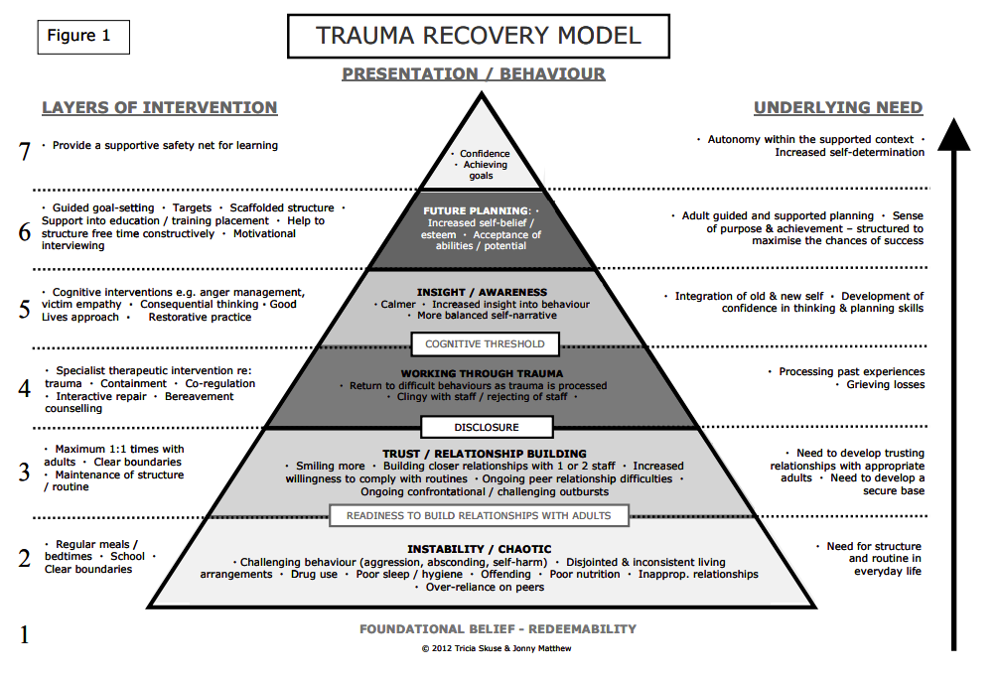 Figure 1
TRAUMA RECOVERY MODEL
PRESENTATION / BEHAVIOUR
LAYERS OF INTERVENTION
UNDERLYING NEED
7
· Provide a supportive safety net for learning
· Confidence
· Achieving
goals
· Autonomy within the supported context ·
Increased self-determination
6
· Guided goal-setting · Targets · Scaffolded structure ·
Support into education / training placement · Help to
structure free time constructively · Motivational
interviewing
FUTURE PLANNING: ·
Increased self-belief /
esteem · Acceptance of
abilities / potential
· Adult guided and supported planning · Sense
of purpose & achievement – structured to
maximise the chances of success
5
· Cognitive interventions e.g. anger management,
victim empathy · Consequential thinking · Good
Lives approach · Restorative practice
INSIGHT / AWARENESS
· Calmer · Increased insight into behaviour
· More balanced self-narrative
· Integration of old & new self · Development of
confidence in thinking & planning skills
COGNITIVE THRESHOLD
4
· Specialist therapeutic intervention re:
trauma · Containment · Co-regulation
· Interactive repair · Bereavement
counselling
WORKING THROUGH TRAUMA
· Return to difficult behaviours as trauma is processed
· Clingy with staff / rejecting of staff ·
· Processing past experiences
· Grieving losses
DISCLOSURE
3
· Maximum 1:1 times with
adults · Clear boundaries
· Maintenance of structure
/ routine
TRUST / RELATIONSHIP BUILDING
· Smiling more · Building closer relationships with 1 or 2 staff · Increased
willingness to comply with routines · Ongoing peer relationship difficulties ·
Ongoing confrontational / challenging outbursts
· Need to develop trusting
relationships with appropriate
adults · Need to develop a
secure base
READINESS TO BUILD RELATIONSHIPS WITH ADULTS
2
· Regular meals /
bedtimes · School ·
Clear boundaries
INSTABILITY / CHAOTIC
· Challenging behaviour (aggression, absconding, self-harm) · Disjointed & inconsistent living
arrangements · Drug use · Poor sleep / hygiene · Offending · Poor nutrition · Inapprop. relationships
· Over-reliance on peers
· Need for structure
and routine in
everyday life
1
FOUNDATIONAL BELIEF - REDEEMABILITY
© 2012 Tricia Skuse & Jonny Matthew